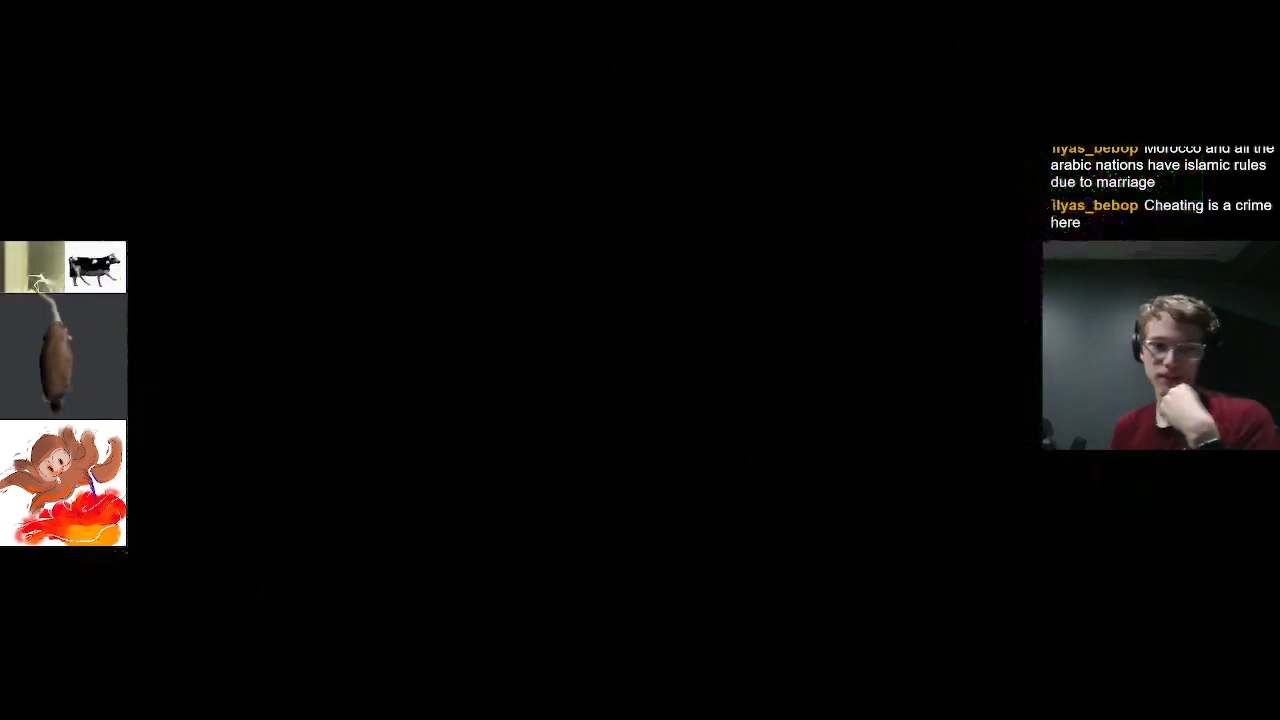 ilyas_bebop Morocco and all the
arabic nations have islamic rules
due to marriage
ilyas_bebop Cheating is a crime
here